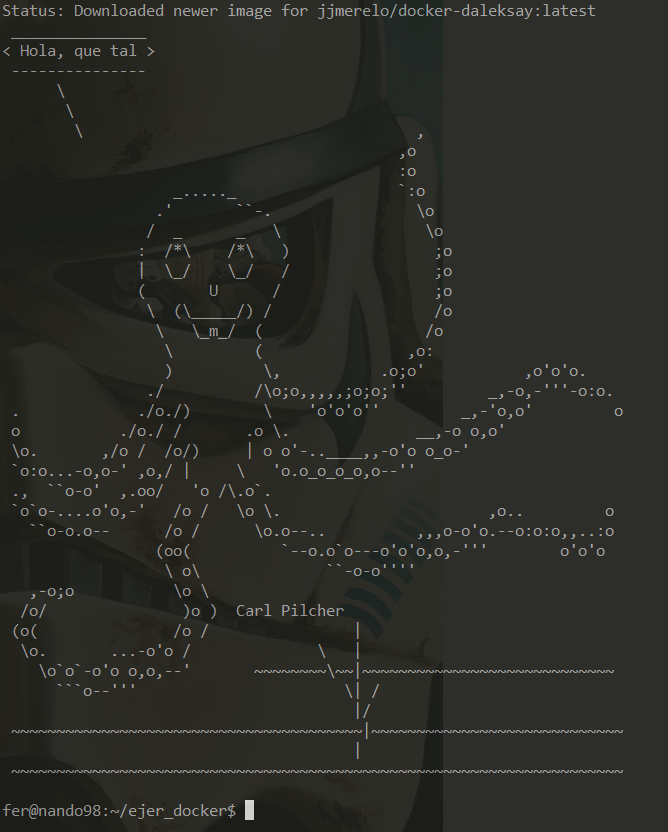 Status: Downloaded newer image for jjmerelo/docker-daleksay:latest
< Hola, que tal >
Carl Pilcher
fer@nando98:~/ejer_docker$